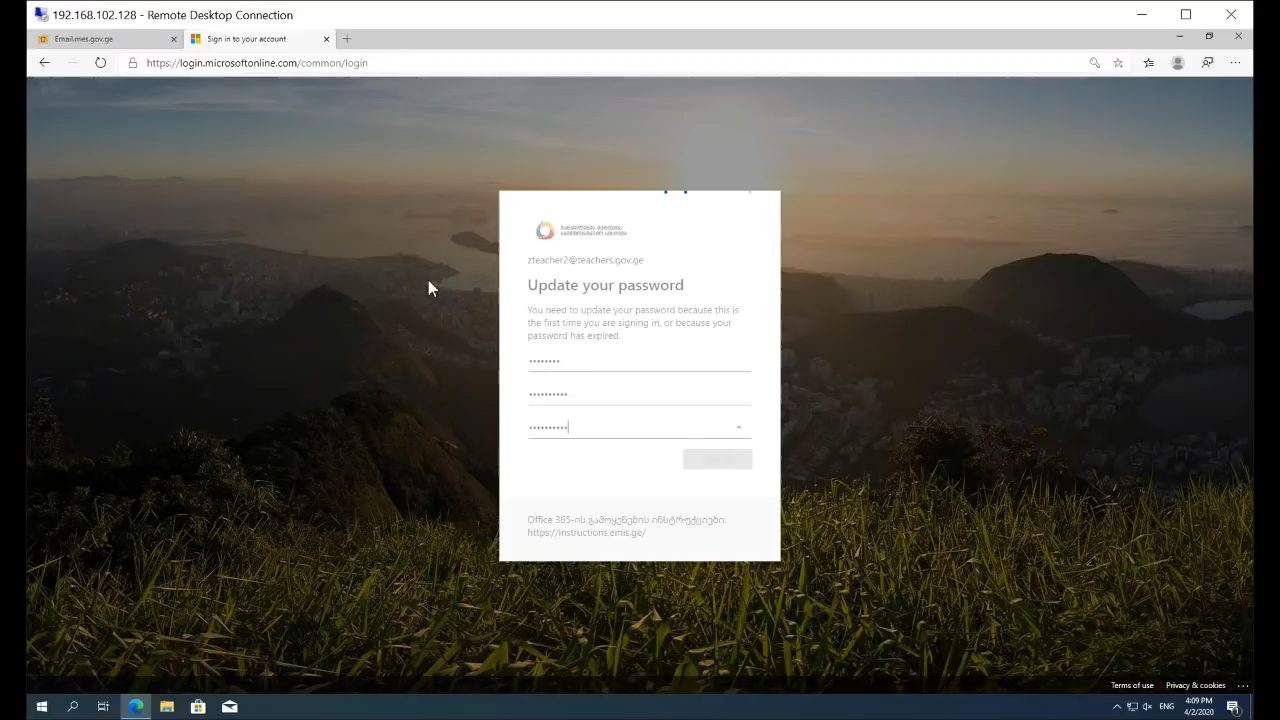 192.168.102.128 - Remote Desktop Connection
Email.mes.gov.ge
Sign in to your account
https://login.microsoftonline.com/common/login
zteacher2@teachers.gov.ge
Update your password
You need to update your password because this is
the first time you are signing in, or because your
password has expired.
Office 365-ის გამოყენების ინსტრუქციები:
https://instructions.emis.ge/
Terms of use
Privacy & cookies
ENG
4:09 PM
4/2/2020